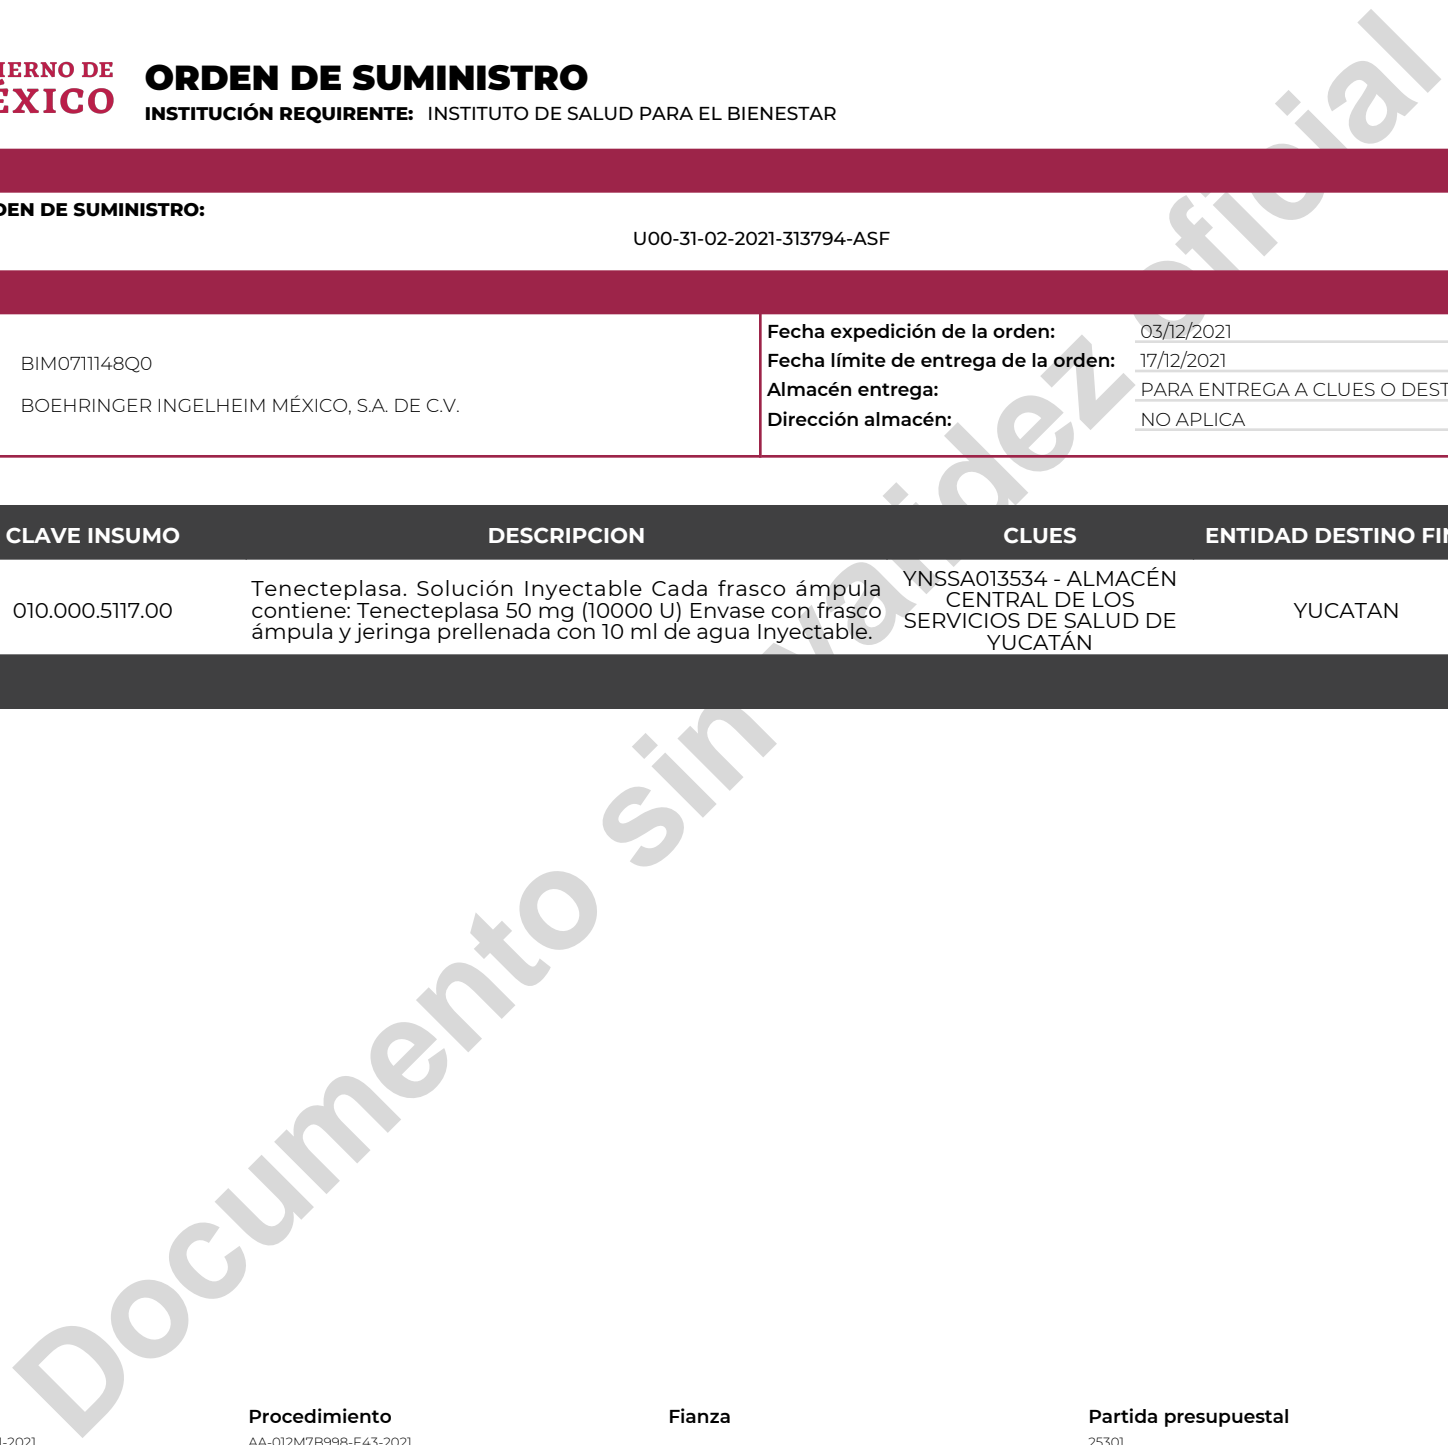 IERNO DE
ÉXICO
ORDEN DE SUMINISTRO
INSTITUCIÓN REQUIRENTE: INSTITUTO DE SALUD PARA EL BIENESTAR
DEN DE SUMINISTRO:
U00-31-02-2021-313794-ASF
BIM0711148Q0
BOEHRINGER INGELHEIM MÉXICO, S.A. DE C.V.
Fecha expedición de la orden: 03/12/2021
Fecha límite de entrega de la orden: 17/12/2021
Almacén entrega: PARA ENTREGA A CLUES O DEST
Dirección almacén: NO APLICA
CLAVE INSUMO DESCRIPCION CLUES ENTIDAD DESTINO FIN
010.000.5117.00
Tenecteplasa. Solución Inyectable Cada frasco ámpula
contiene: Tenecteplasa 50 mg (10000 U) Envase con frasco
ámpula y jeringa prellenada con 10 ml de agua Inyectable.
YNSSA013534 - ALMACÉN
CENTRAL DE LOS
SERVICIOS DE SALUD DE
YUCATÁN
YUCATAN
Documento sin validez oficial
Procedimiento Fianza Partida presupuestal
-2021 AA-012M7B998-E43-2021 25301